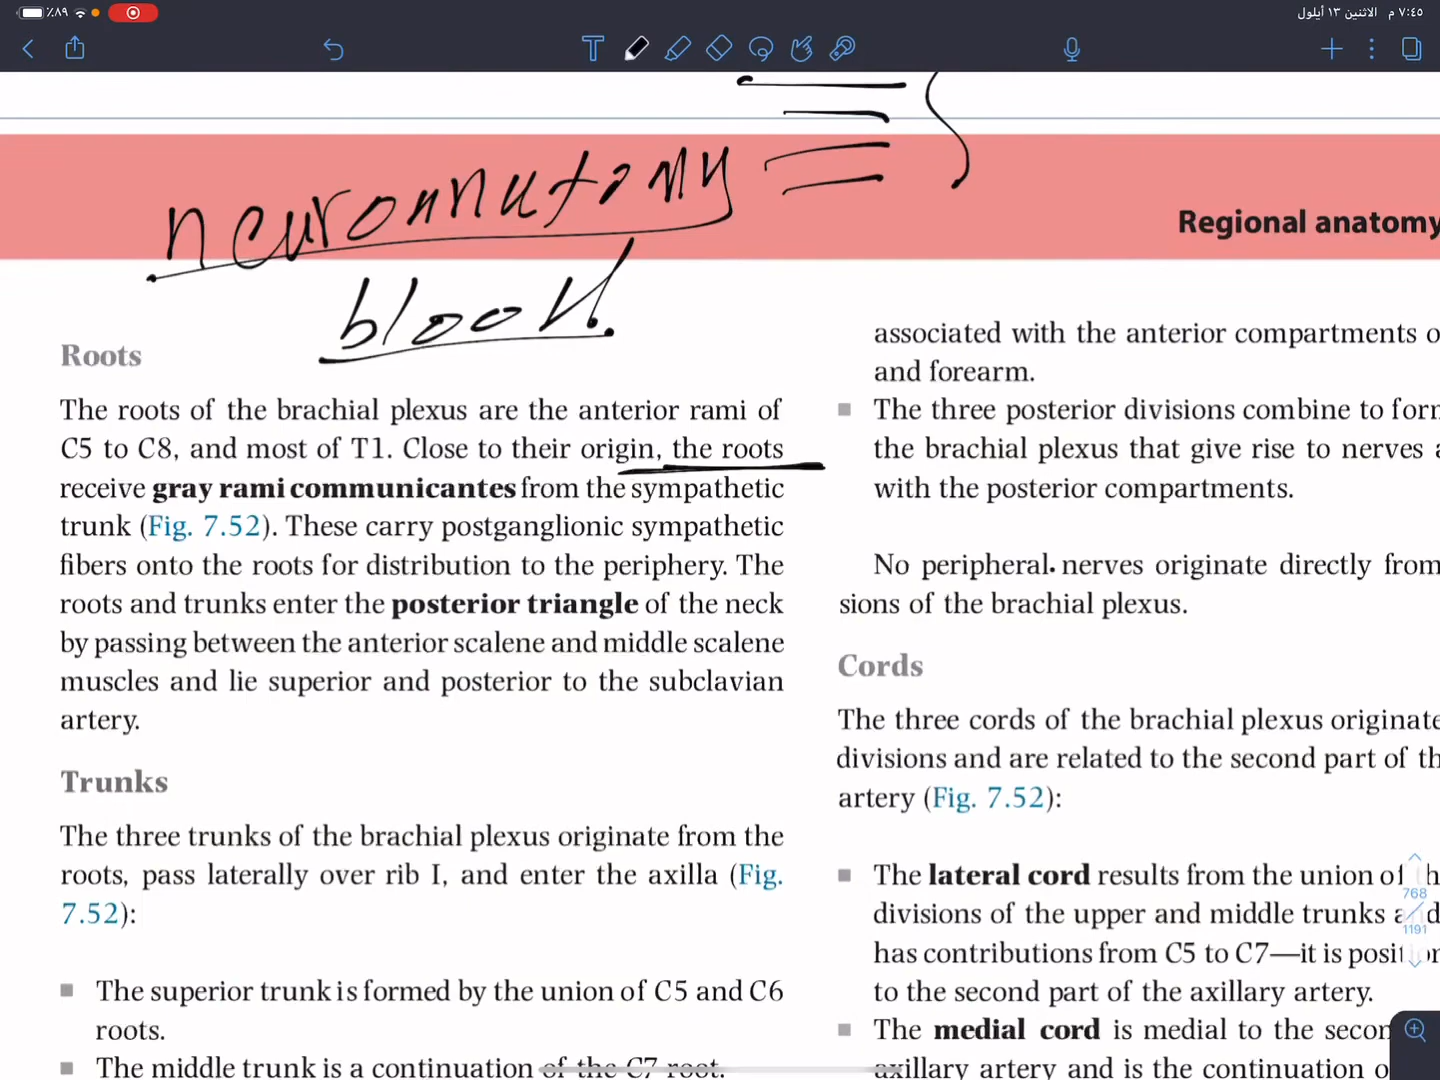 ٪٨٩
٧:٤٥ م الاثنين ١٣ أيلول
Regional anatomy
Roots
The roots of the brachial plexus are the anterior rami of
C5 to C8, and most of T1. Close to their origin, the roots
receive gray rami communicantes from the sympathetic
trunk (Fig. 7.52). These carry postganglionic sympathetic
fibers onto the roots for distribution to the periphery. The
roots and trunks enter the posterior triangle of the neck
by passing between the anterior scalene and middle scalene
muscles and lie superior and posterior to the subclavian
artery.
Trunks
The three trunks of the brachial plexus originate from the
roots, pass laterally over rib I, and enter the axilla (Fig.
7.52):
The superior trunk is formed by the union of C5 and C6
roots.
The middle trunk is a continuation of the C7 root.
associated with the anterior compartments
and forearm.
The three posterior divisions combine to
the brachial plexus that give rise to nerves
with the posterior compartments.
No peripheral nerves originate directly from
sions of the brachial plexus.
Cords
The three cords of the brachial plexus originate
divisions and are related to the second part of
artery (Fig. 7.52):
The lateral cord results from the union of
divisions of the upper and middle trunks
has contributions from C5 to C7—it is
to the second part of the axillary artery.
The medial cord is medial to the
axillary artery and is the continuation
768
1191